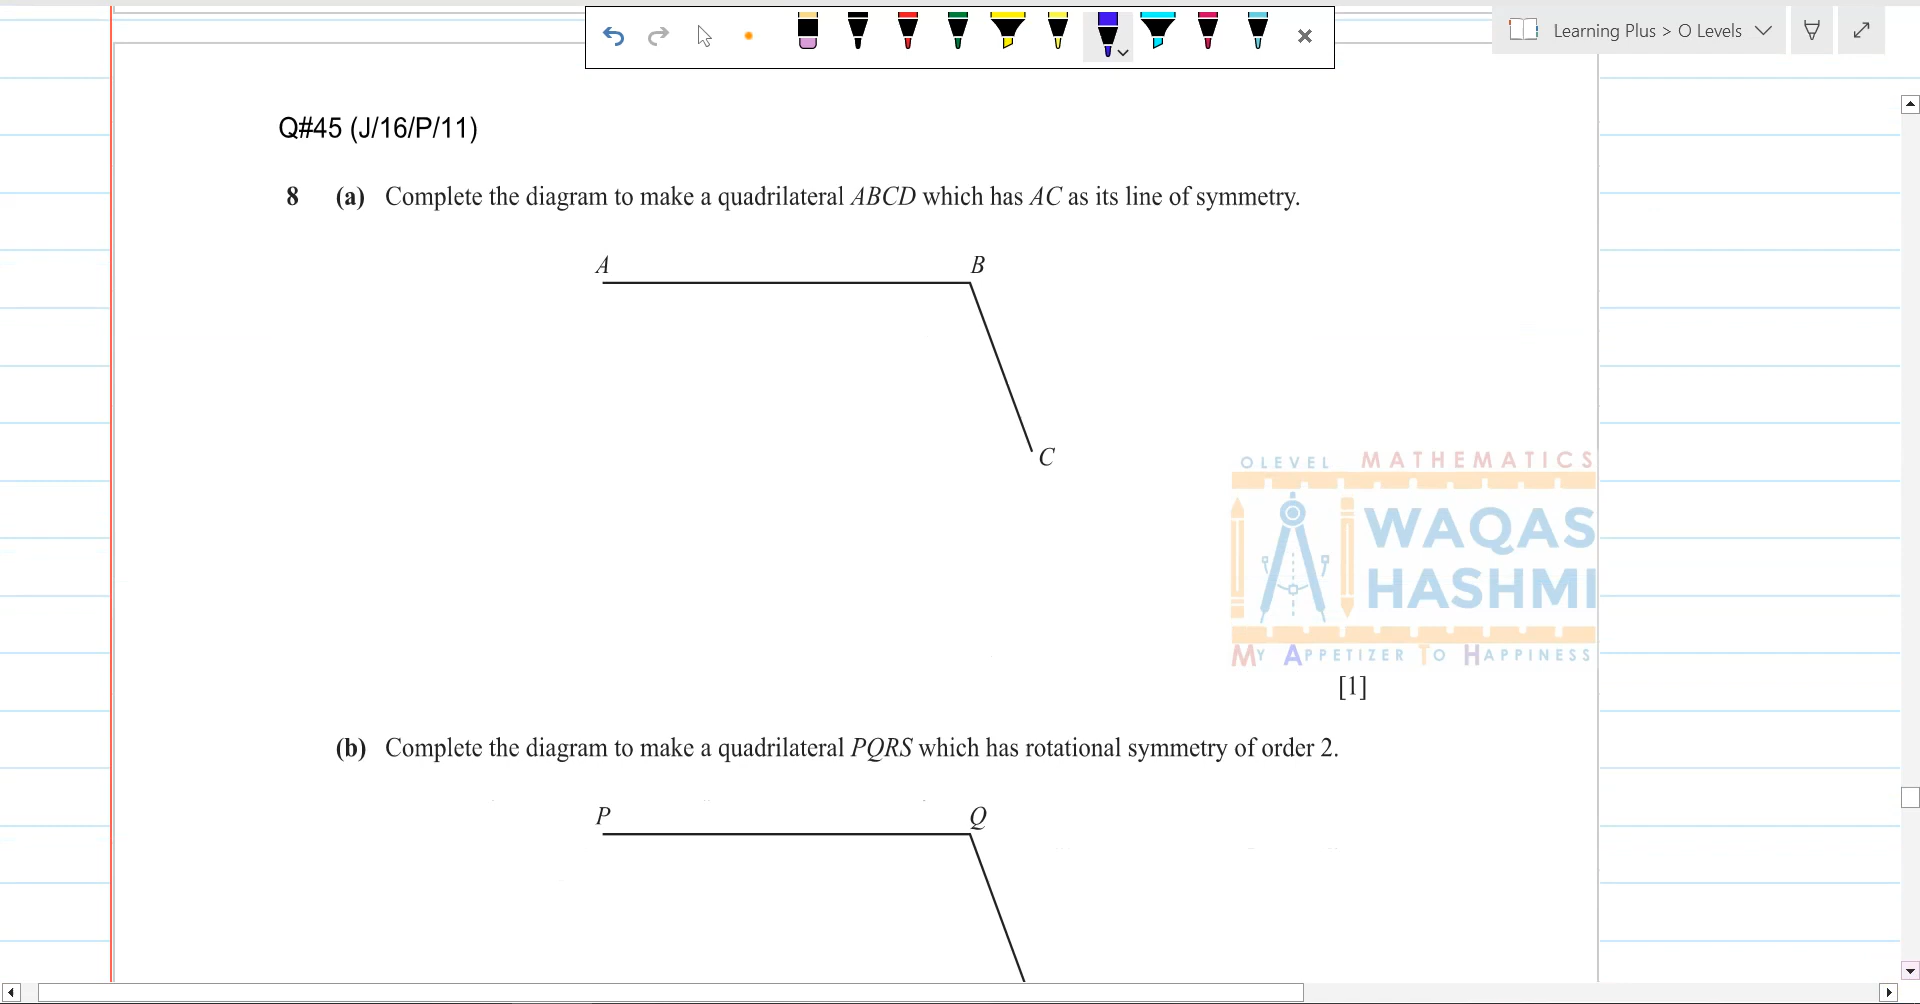 Learning Plus > O Levels
Q#45 (J/16/P/11)
8 (a) Complete the diagram to make a quadrilateral ABCD which has AC as its line of symmetry.
A B
C
OLEVEL MATHEMATICS
WAQAS
HASHMI
MY APPETIZER TO HAPPINESS
[1]
(b) Complete the diagram to make a quadrilateral PQRS which has rotational symmetry of order 2.
P Q